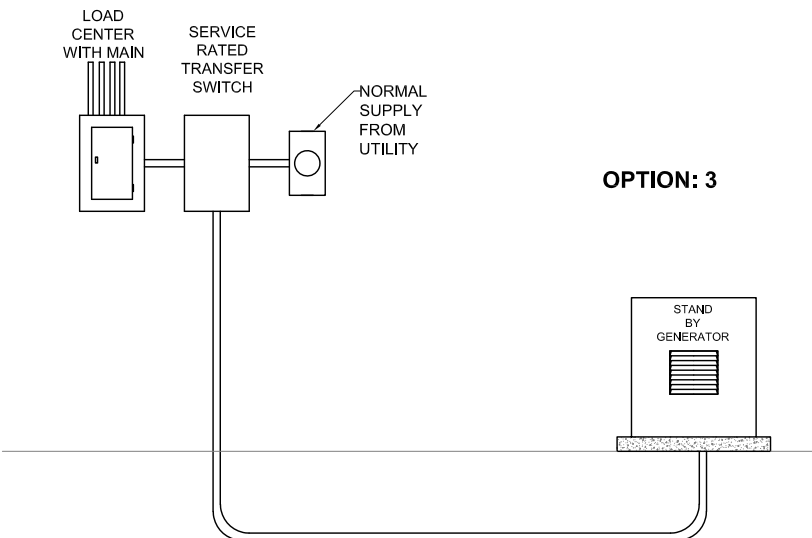 LOAD
CENTER
WITH MAIN
SERVICE
RATED
TRANSFER
SWITCH
NORMAL
SUPPLY
FROM
UTILITY
OPTION: 3
STAND
BY
GENERATOR